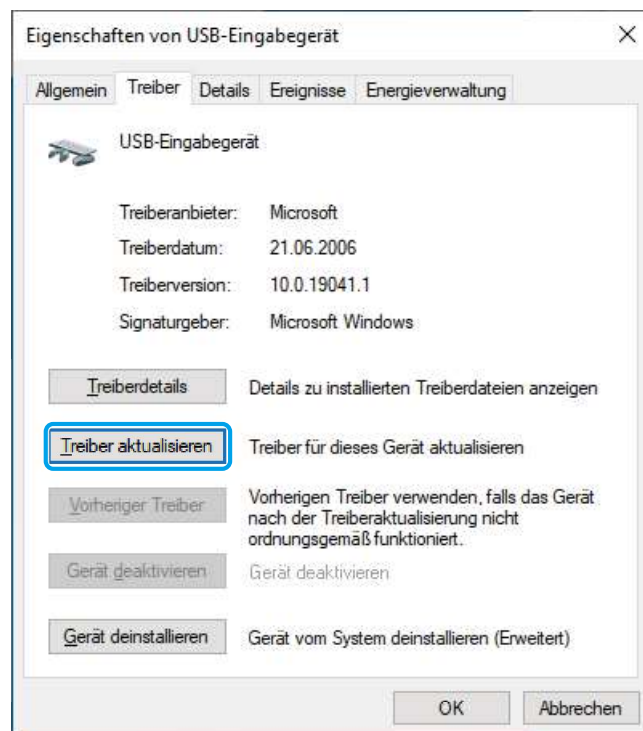 Eigenschaften von USB-Eingabegerät
Allgemein Treiber Details Ereignisse Energieverwaltung
USB-Eingabegerät
Treiberanbieter: Microsoft
Treiberdatum: 21.06.2006
Treiberversion: 10.0.19041.1
Signaturgeber: Microsoft Windows
Treiberdetails Details zu installierten Treiberdateien anzeigen
Treiber aktualisieren Treiber für dieses Gerät aktualisieren
Vorheriger Treiber Vorherigen Treiber verwenden, falls das Gerät
nach der Treiberaktualisierung nicht
ordnungsgemäß funktioniert.
Gerät deaktivieren Gerät deaktivieren
Gerät deinstallieren Gerät vom System deinstallieren (Erweitert)
OK Abbrechen